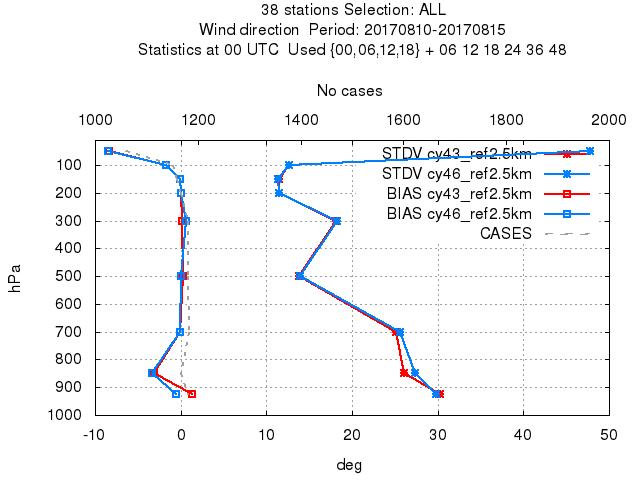 38 stations Selection: ALL
Wind direction  Period: 20170810-20170815
Statistics at 00 UTC  Used {00,06,12,18} + 06 12 18 24 36 48
No cases
1000 1200 1400 1600 1800 2000
STDV cy43_ref2.5km
STDV cy46_ref2.5km
BIAS cy43_ref2.5km
BIAS cy46_ref2.5km
CASES
100
200
300
400
500
600
700
800
900
1000
hPa
-10 0 10 20 30 40 50
deg